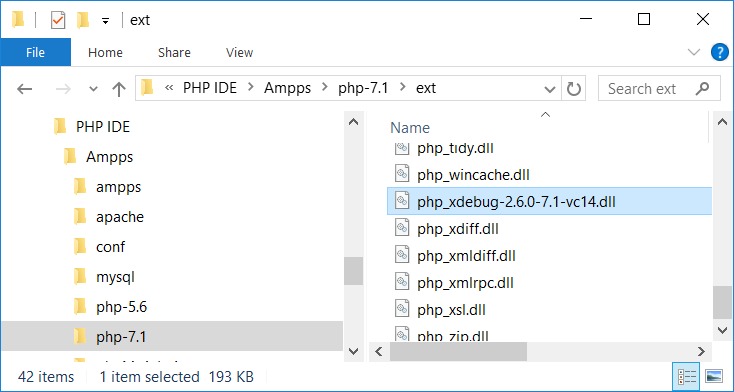 ext
File Home Share View
« PHP IDE Ampps php-7.1 ext Search ext
PHP IDE
Ampps
ampps
apache
conf
mysql
php-5.6
php-7.1
Name
php_tidy.dll
php_wincache.dll
php_xdebug-2.6.0-7.1-vc14.dll
php_xdiff.dll
php_xmldiff.dll
php_xmlrpc.dll
php_xsl.dll
php_zip.dll
42 items 1 item selected 193 KB